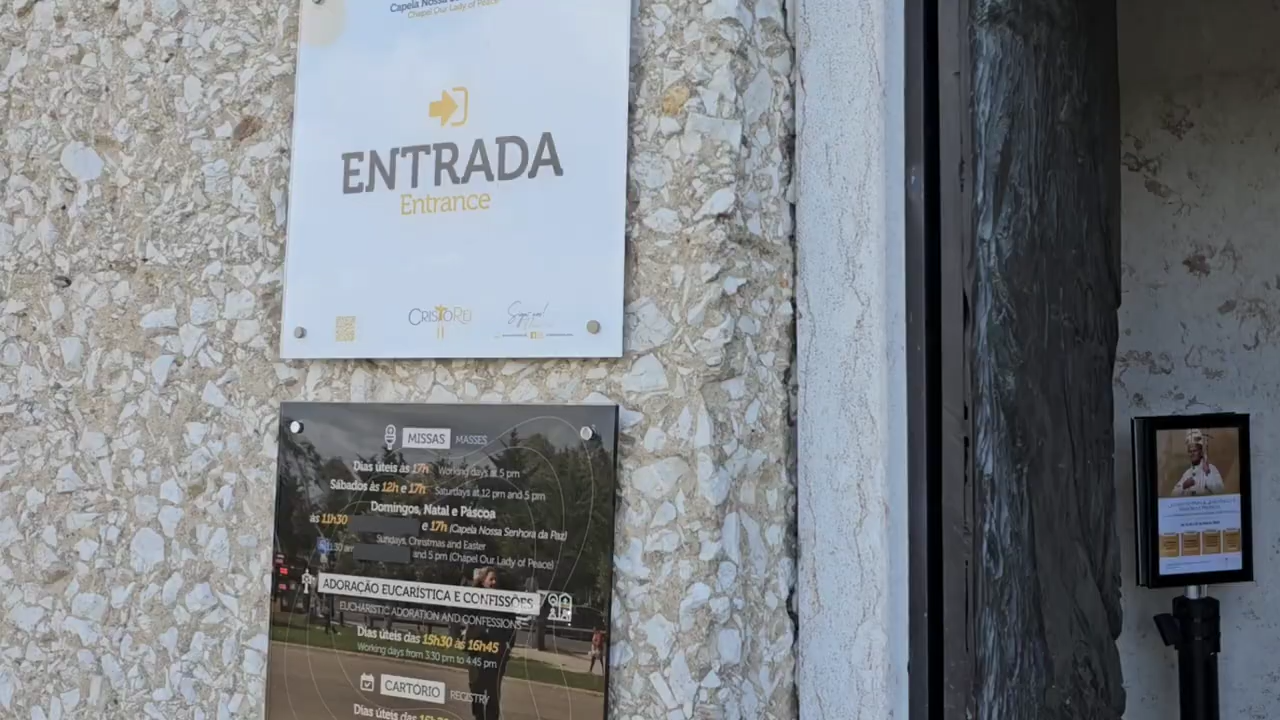 Capela Nossa
Chapel Our Lady of Peace
ENTRADA
Entrance
CRISTO REI
MISSAS MASSES
Dias úteis às 17h Working days at 5 pm
Sábados às 12h e 17h Saturdays at 12 pm and 5 pm
Domingos, Natal e Páscoa
às 11h30 e 17h (Capela Nossa Senhora da Paz)
Sundays, Christmas and Easter
and 5 pm (Chapel Our Lady of Peace)
ADORAÇÃO EUCARÍSTICA E CONFISSÕES
EUCHARISTIC ADORATION AND CONFESSIONS
Dias úteis das 15h30 às 16h45
Working days from 3:30 pm to 4:45 pm
CARTÓRIO REGISTRY
Dias úteis das